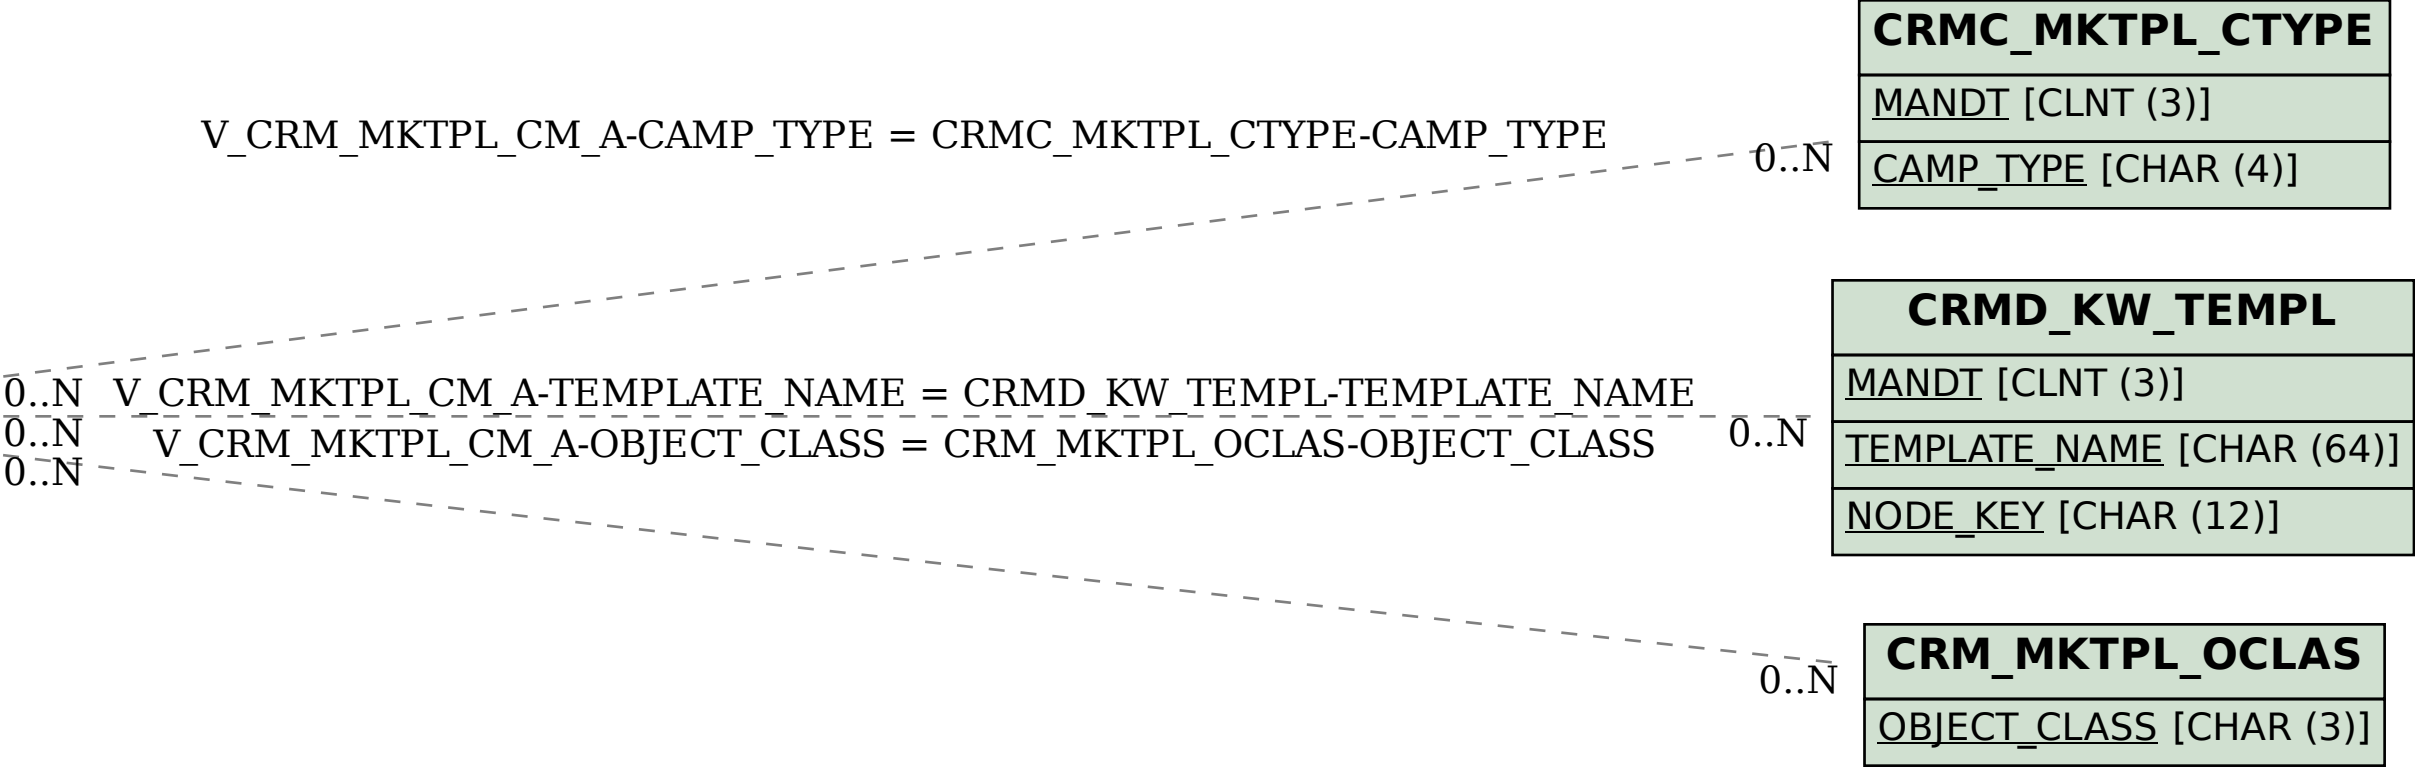 CRMC_MKTPL_CTYPE
MANDT [CLNT (3)]
V_CRM_MKTPL_CM_A-CAMP_TYPE = CRMC_MKTPL_CTYPE-CAMP_TYPE
0..N
CAMP_TYPE [CHAR (4)]
CRMD_KW_TEMPL
MANDT [CLNT (3)]
0..N
V_CRM_MKTPL_CM_A-TEMPLATE_NAME = CRMD_KW_TEMPL-TEMPLATE_NAME
0..N
0..N
TEMPLATE_NAME [CHAR (64)]
V_CRM_MKTPL_CM_A-OBJECT_CLASS = CRM_MKTPL_OCLAS-OBJECT_CLASS
0..N
NODE_KEY [CHAR (12)]
CRM_MKTPL_OCLAS
0..N
OBJECT_CLASS [CHAR (3)]